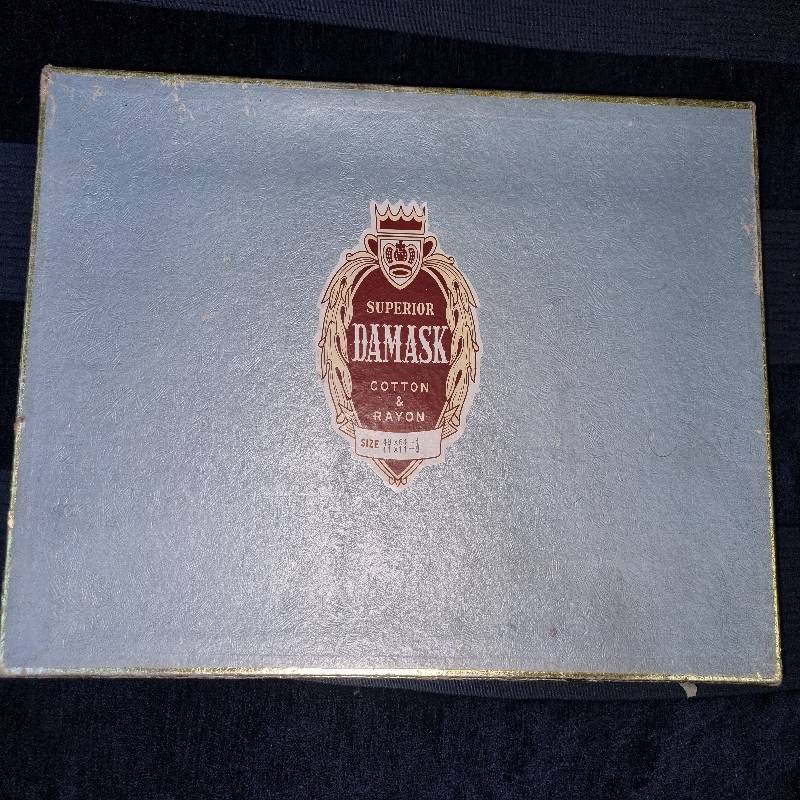 SUPERIOR
DAMASK
COTTON
&
RAYON
SIZE